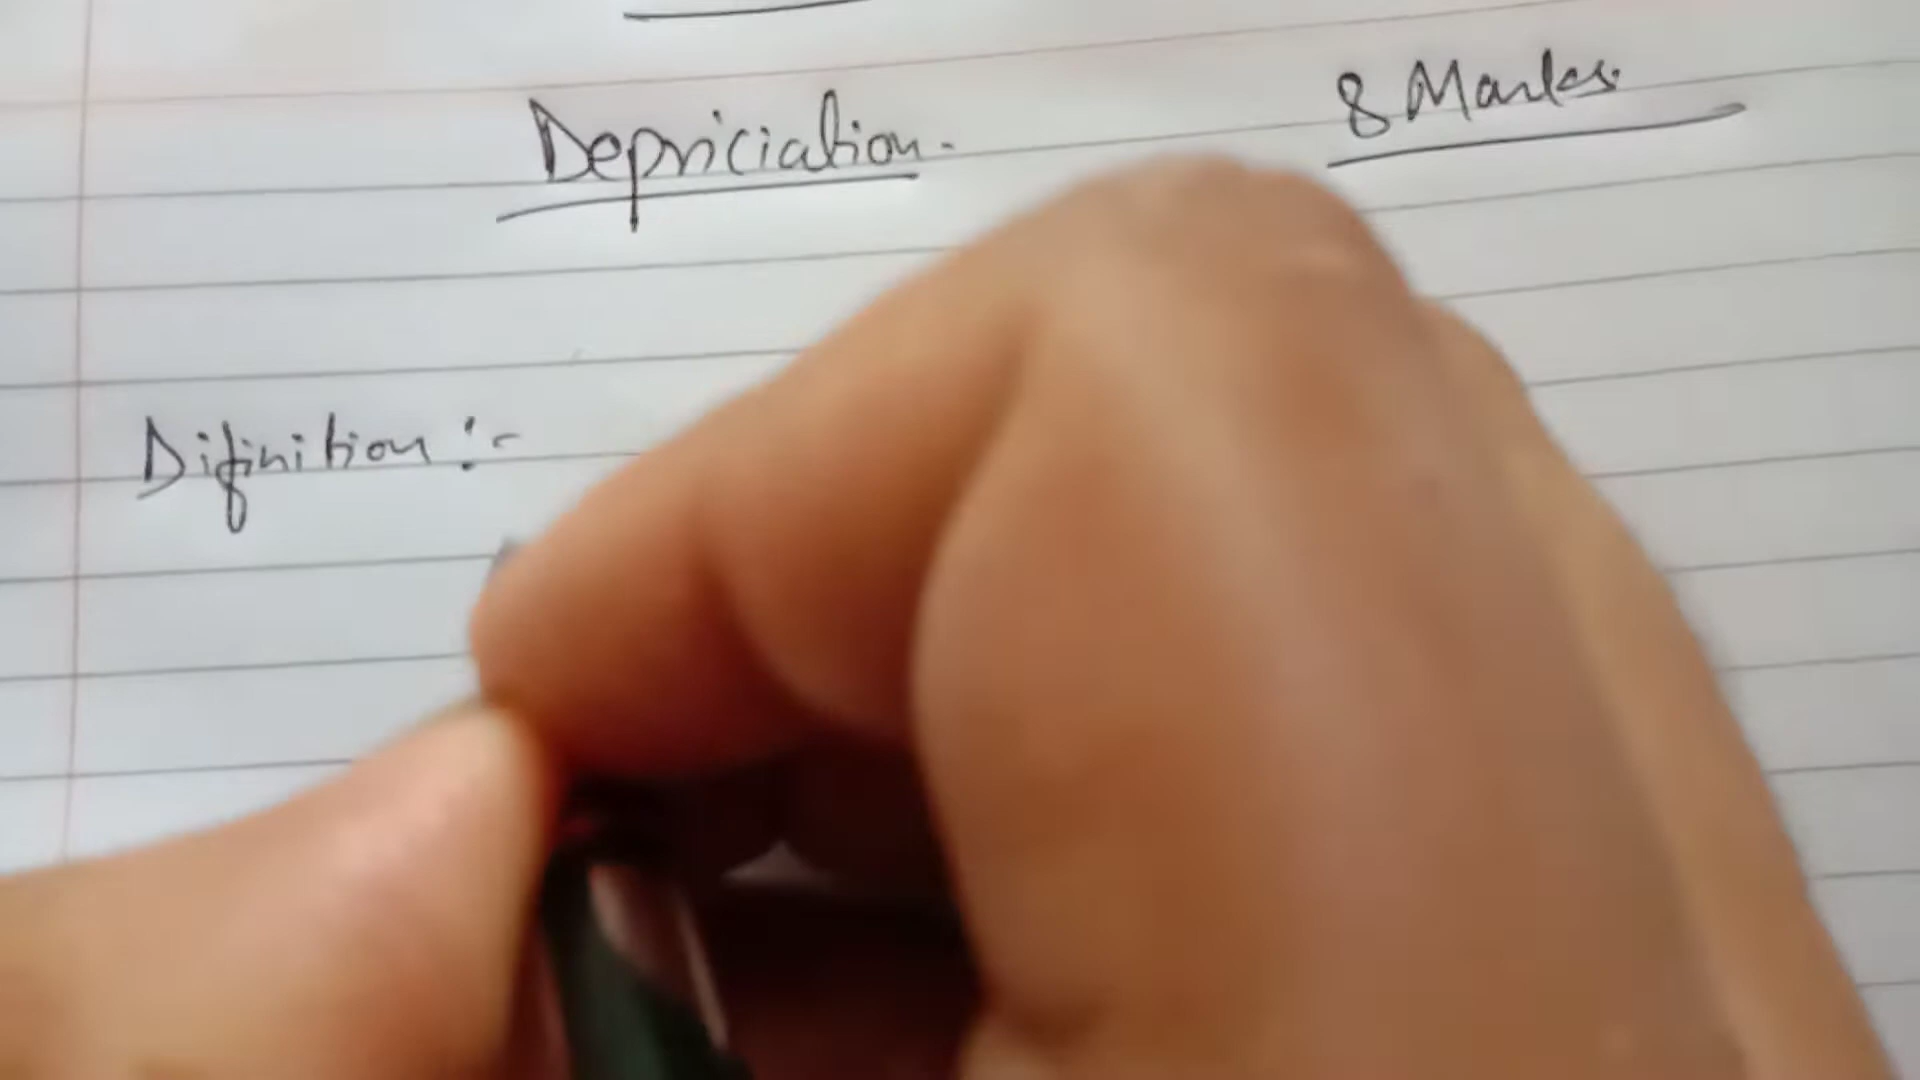 Depriciation.
8 Marks.
Difinition :-